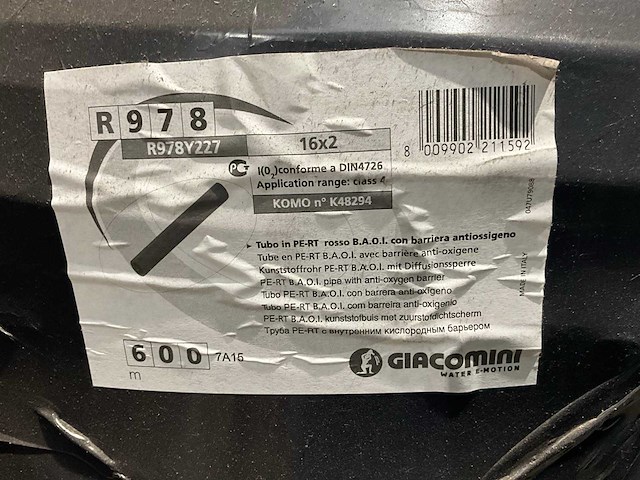 R978
R978Y227
16x2
I(O₂)conforme a DIN4726
Application range: class 4
KOMO n° K48294
8 009902 211592
Tubo in PE-RT rosso B.A.O.I. con barriera antiossigeno
Tube en PE-RT B.A.O.I. avec barrière anti-oxigene
Kunststoffrohr PE-RT B.A.O.I. mit Diffusionssperre
PE-RT B.A.O.I. pipe with anti-oxygen barrier
Tubo PE-RT B.A.O.I. con barrera anti-oxigeno
Tubo PE-RT B.A.O.I. com barreira anti-oxigenio
PE-RT B.A.O.I. kunststofbuis met zuurstofdichtscherm
Труба PE-RT с внутренним кислородным барьером
MADE IN ITALY
600 7A15
m
GIACOMINI
WATER E-MOTION